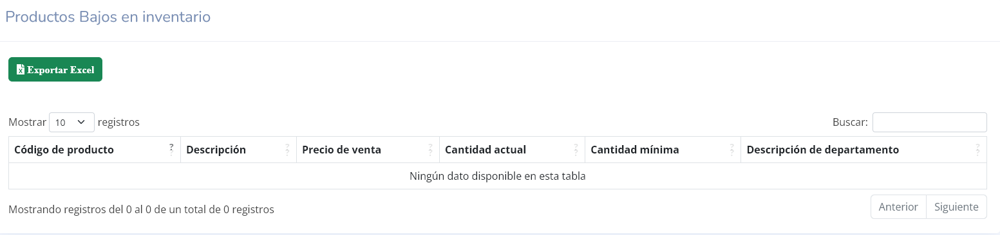 Productos Bajos en inventario
Exportar Excel
Mostrar 10 registros Buscar:
Código de producto ? ? Descripción ? ? Precio de venta ? ? Cantidad actual ? ? Cantidad mínima ? ? Descripción de departamento ? ?
Ningún dato disponible en esta tabla
Mostrando registros del 0 al 0 de un total de 0 registros Anterior Siguiente